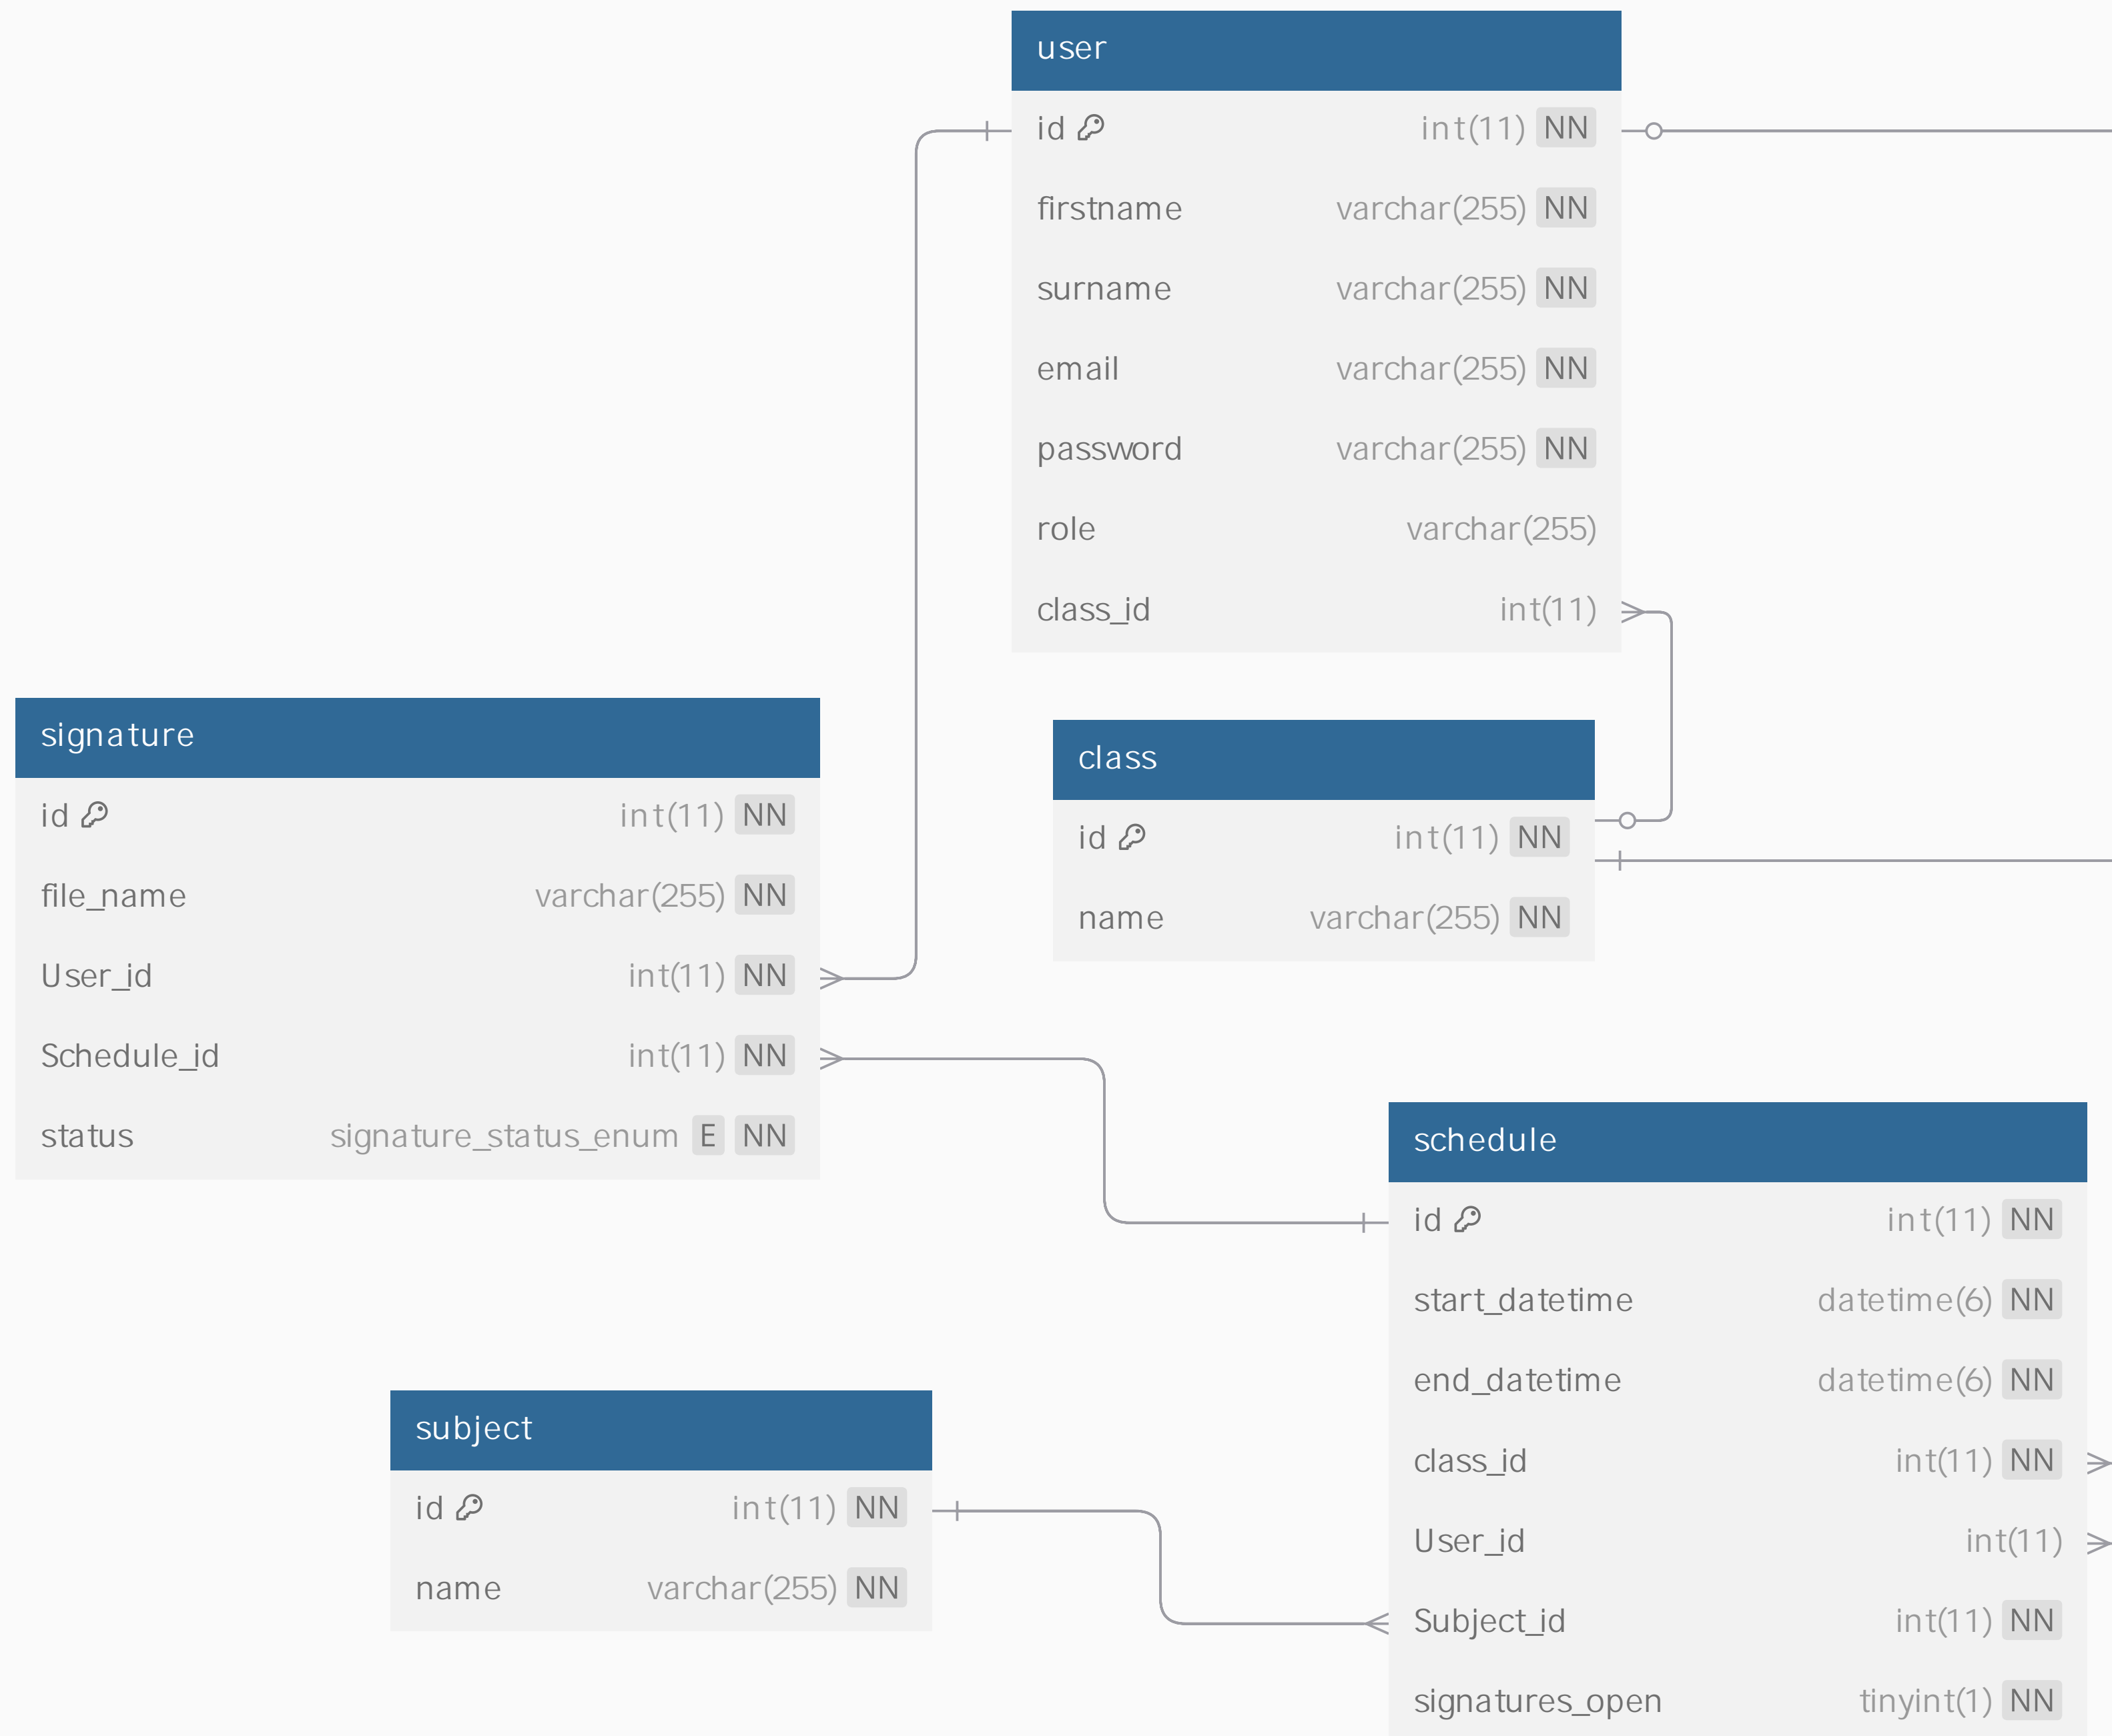 user
id int(11) NN
firstname varchar(255) NN
surname varchar(255) NN
email varchar(255) NN
password varchar(255) NN
role varchar(255)
class_id int(11)
signature
id int(11) NN
file_name varchar(255) NN
User_id int(11) NN
Schedule_id int(11) NN
status signature_status_enum E NN
class
id int(11) NN
name varchar(255) NN
schedule
id int(11) NN
start_datetime datetime(6) NN
end_datetime datetime(6) NN
class_id int(11) NN
User_id int(11)
Subject_id int(11) NN
signatures_open tinyint(1) NN
subject
id int(11) NN
name varchar(255) NN